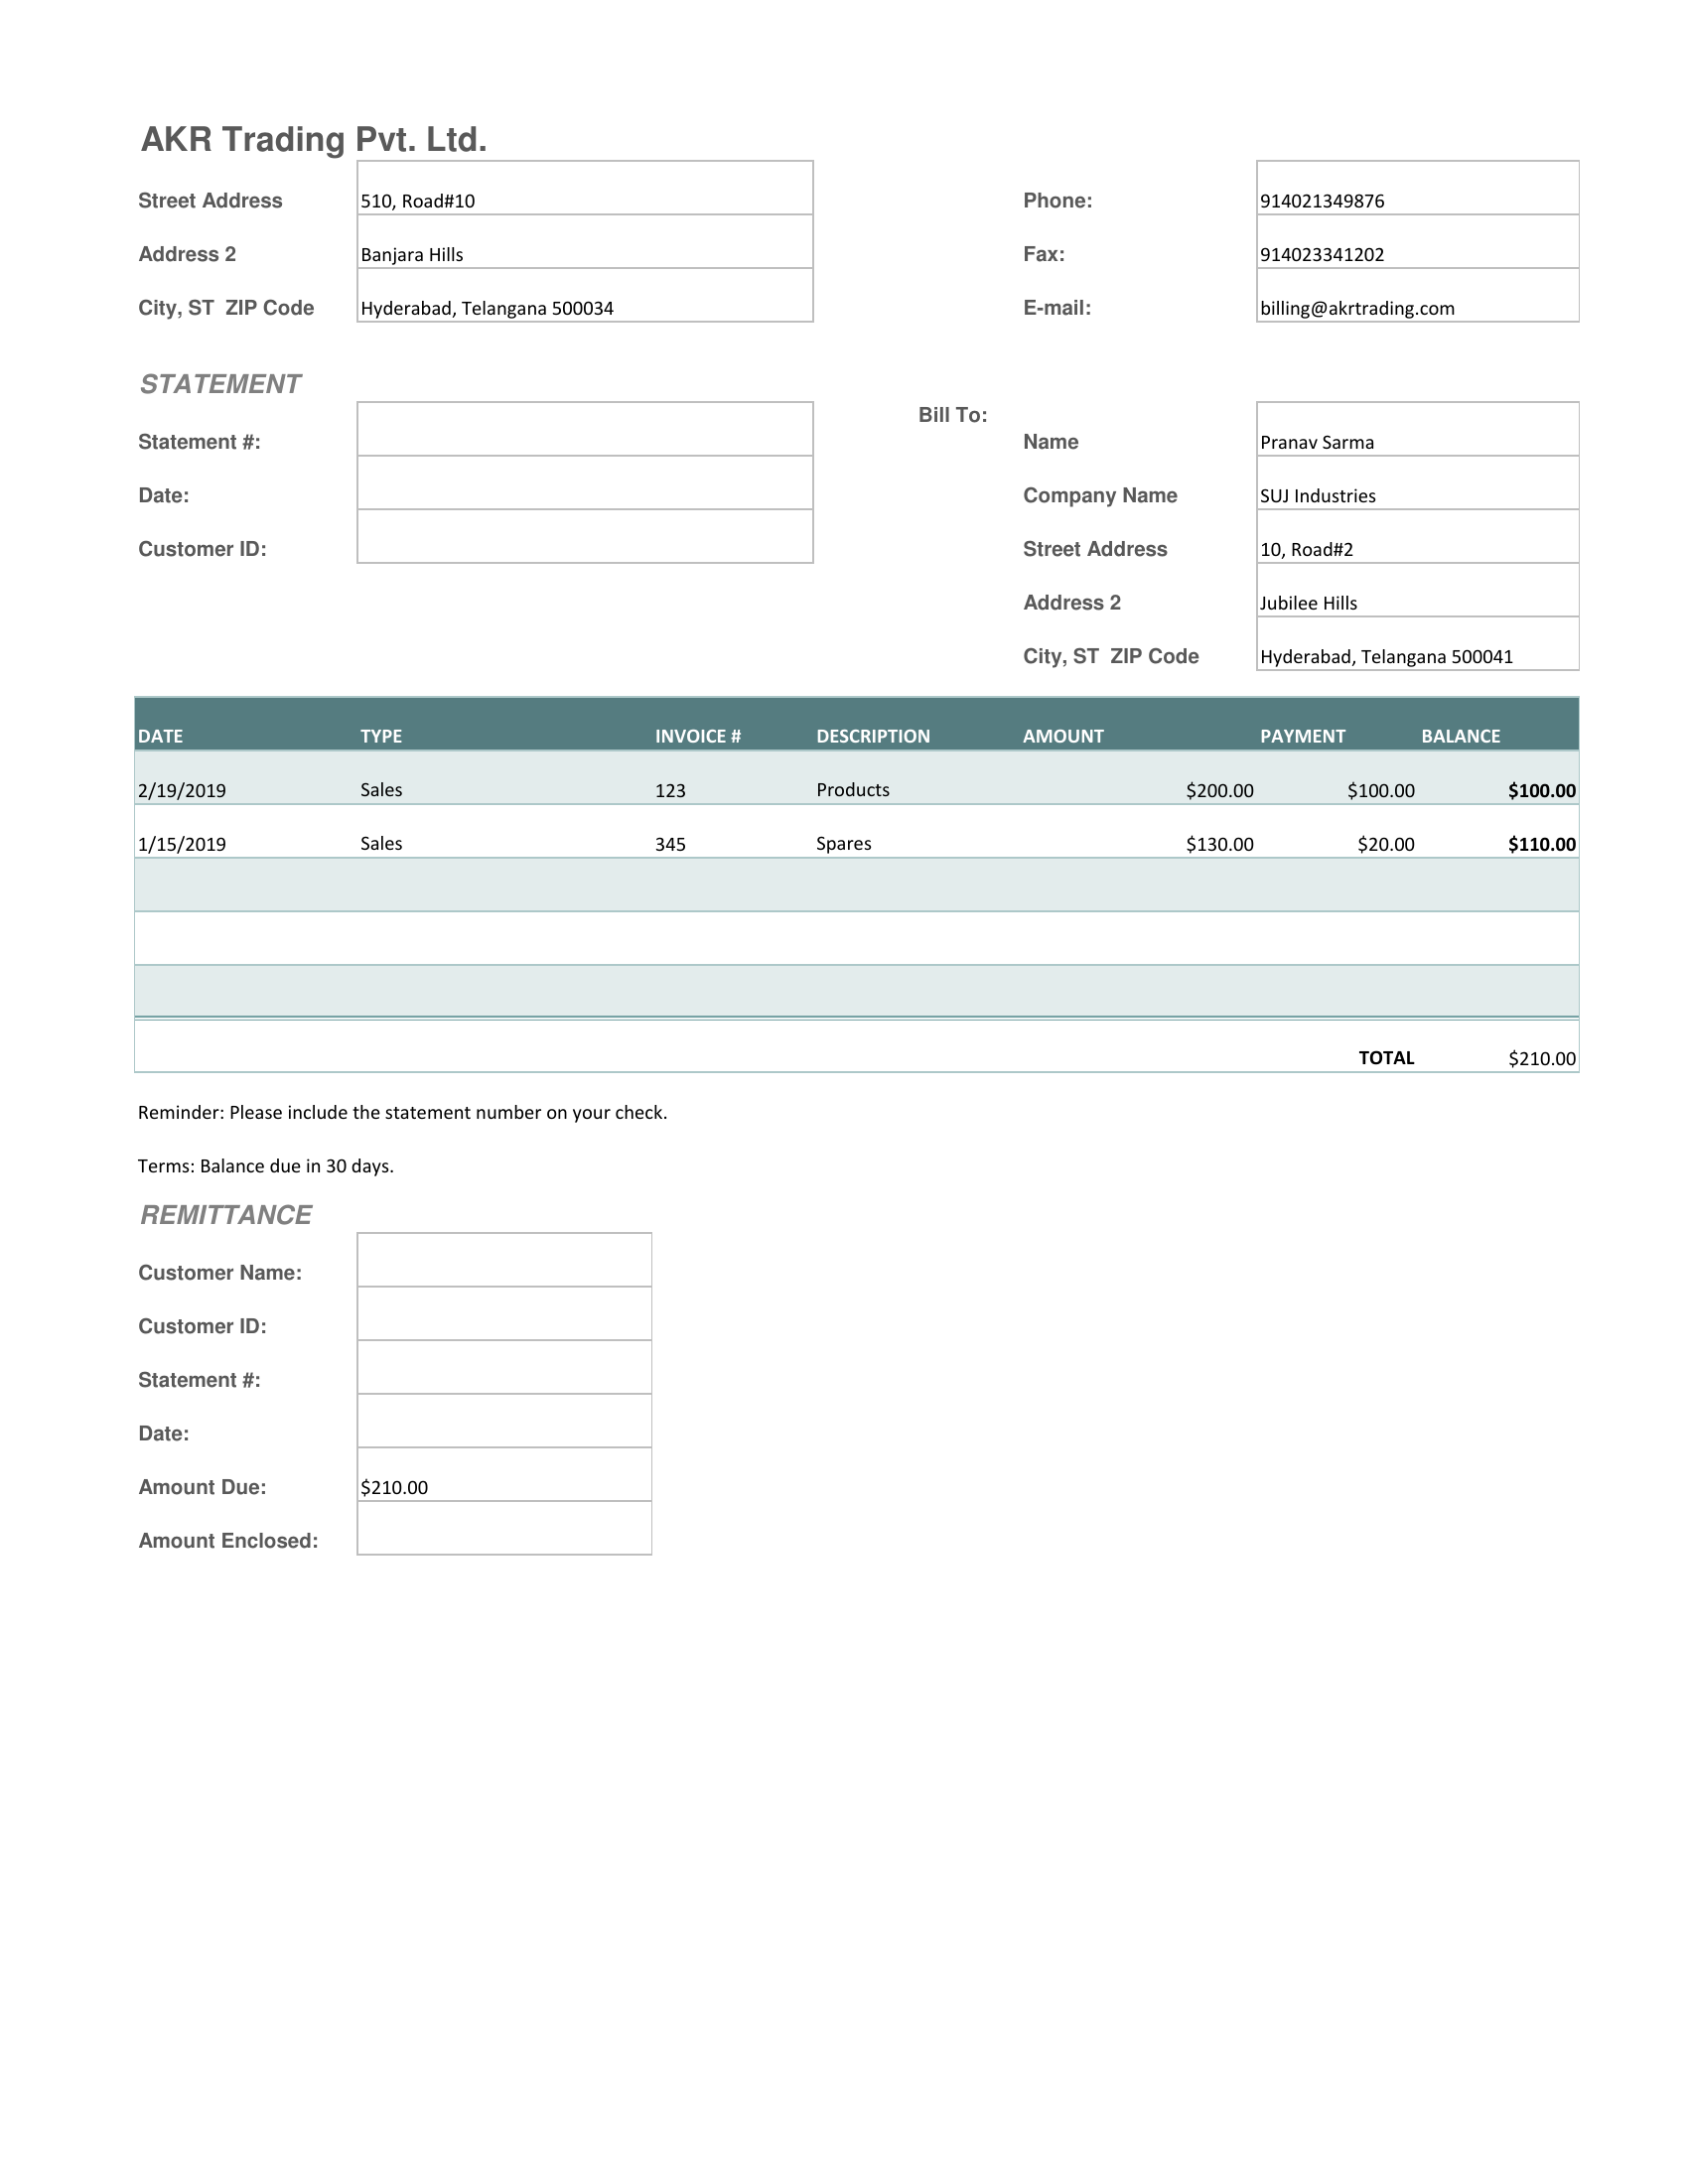 AKR Trading Pvt. Ltd.
Street Address 510, Road#10 Phone: 914021349876
Address 2 Banjara Hills Fax: 914023341202
City, ST  ZIP Code Hyderabad, Telangana 500034 E-mail: billing@akrtrading.com
STATEMENT
Bill To:
Statement #: Name Pranav Sarma
Date: Company Name SUJ Industries
Customer ID: Street Address 10, Road#2
Address 2 Jubilee Hills
City, ST  ZIP Code Hyderabad, Telangana 500041
DATE TYPE INVOICE # DESCRIPTION AMOUNT PAYMENT BALANCE
2/19/2019 Sales 123 Products $200.00 $100.00 $100.00
1/15/2019 Sales 345 Spares $130.00 $20.00 $110.00
TOTAL $210.00
Reminder: Please include the statement number on your check.
Terms: Balance due in 30 days.
REMITTANCE
Customer Name:
Customer ID:
Statement #:
Date:
Amount Due: $210.00
Amount Enclosed: